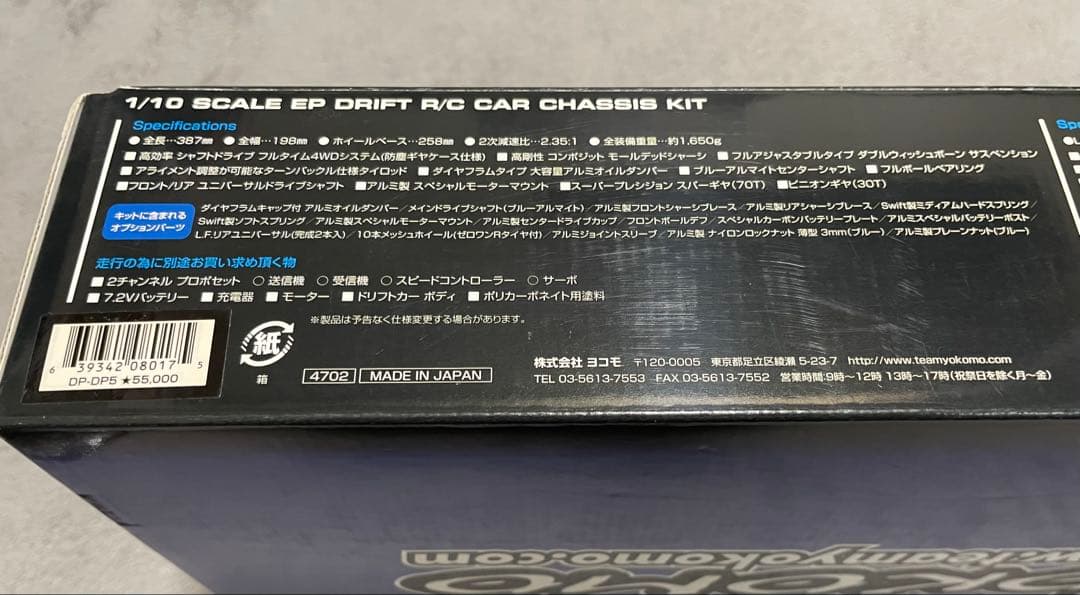 1/10 SCALE EP DRIFT R/C CAR CHASSIS KIT
Specifications
●全長…387㎜ ●全幅…198㎜ ●ホイールベース…258㎜ ●2次減速比…2.35:1 ●全装備重量…約1,650g
■高効率 シャフトドライブ フルタイム4WDシステム(防塵ギヤケース仕様) ■高剛性 コンポジット モールデッドシャーシ ■フルアジャスタブルタイプ ダブルウィッシュボーン サスペンション
■アライメント調整が可能なターンバックル仕様タイロッド ■ダイヤフラムタイプ 大容量アルミオイルダンパー ■ブルーアルマイトセンターシャフト ■フルボールベアリング
■フロント/リア ユニバーサルドライブシャフト ■アルミ製 スペシャルモーターマウント ■スーパープレシジョン スパーギヤ(70T) ■ピニオンギヤ(30T)
キットに含まれる
オプションパーツ
ダイヤフラムキャップ付 アルミオイルダンパー/メインドライブシャフト(ブルーアルマイト)/アルミ製フロントシャーシブレース/アルミ製リアシャーシブレース/Swift製ミディアムハードスプリング
Swift製ソフトスプリング/アルミ製スペシャルモーターマウント/アルミ製センタードライブカップ/フロントボールデフ/スペシャルカーボンバッテリープレート/アルミスペシャルバッテリーポスト/
L.F.リアユニバーサル(完成2本入)/10本メッシュホイール(ゼロワンRタイヤ付)/アルミジョイントスリーブ/アルミ製 ナイロンロックナット 薄型 3mm(ブルー)/アルミ製プレーンナット(ブルー)
走行の為に別途お買い求め頂く物
■2チャンネル プロポセット ○送信機 ○受信機 ○スピードコントローラー ○サーボ
■7.2Vバッテリー ■充電器 ■モーター ■ドリフトカー ボディ ■ポリカーボネイト用塗料
※製品は予告なく仕様変更する場合があります。
6 39342 08017 5
DP-DP5 ★55,000
紙
箱
4702 MADE IN JAPAN
株式会社 ヨコモ 〒120-0005 東京都足立区綾瀬 5-23-7 http://www.teamyokomo.com
TEL 03-5613-7553 FAX 03-5613-7552 営業時間:9時〜12時 13時〜17時(祝祭日を除く月〜金)
teamyokomo.com